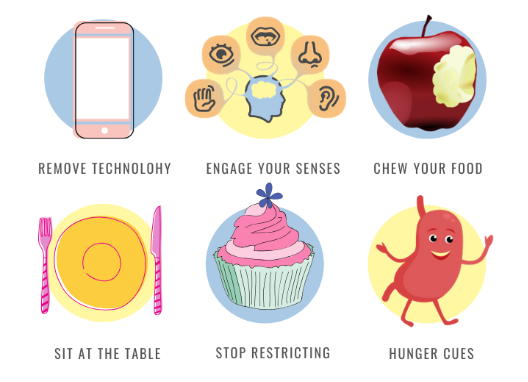 REMOVE TECHNOLOHY
ENGAGE YOUR SENSES
CHEW YOUR FOOD
SIT AT THE TABLE
STOP RESTRICTING
HUNGER CUES